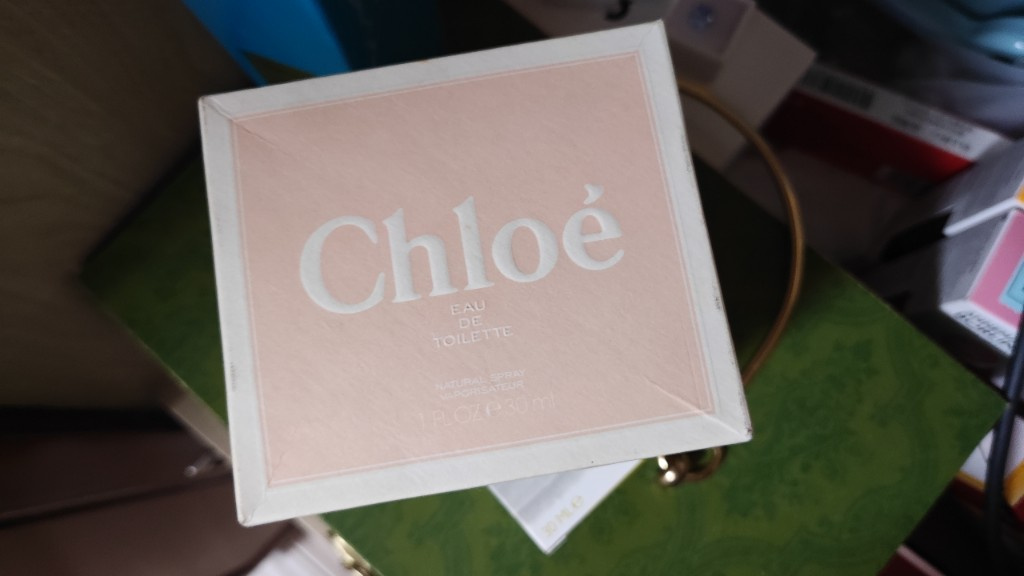 Chloé
EAU
DE
TOILETTE
NATURAL SPRAY
VAPORISATEUR
1 FL.OZ e 30 ml